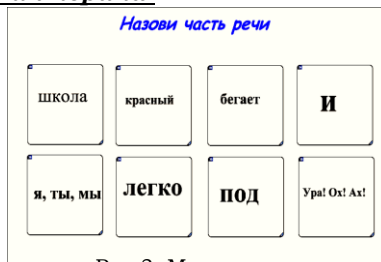 Назови часть речи
школа красный бегает и
я, ты, мы легко под Ура! Ох! Ах!